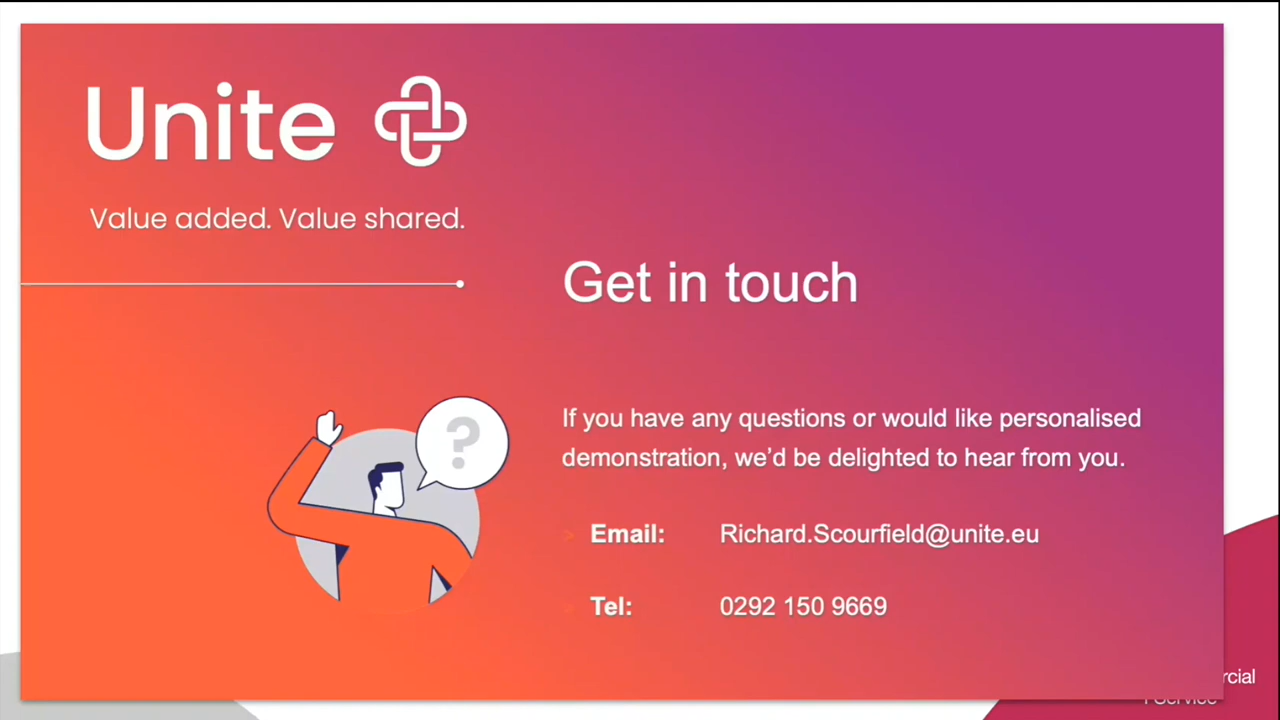 Unite
Value added. Value shared.
Get in touch
If you have any questions or would like personalised
demonstration, we'd be delighted to hear from you.
> Email: Richard.Scourfield@unite.eu
> Tel: 0292 150 9669
?